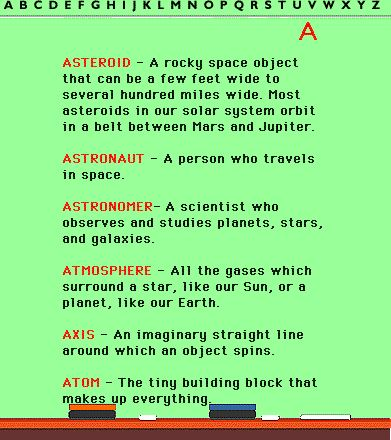 A B C D E F G H I J K L M N O P Q R S T U V W X Y Z
A
ASTEROID - A rocky space object
that can be a few feet wide to
several hundred miles wide. Most
asteroids in our solar system orbit
in a belt between Mars and Jupiter.
ASTRONAUT - A person who travels
in space.
ASTRONOMER- A scientist who
observes and studies planets, stars,
and galaxies.
ATMOSPHERE - All the gases which
surround a star, like our Sun, or a
planet, like our Earth.
AXIS - An imaginary straight line
around which an object spins.
ATOM - The tiny building block that
makes up everything.